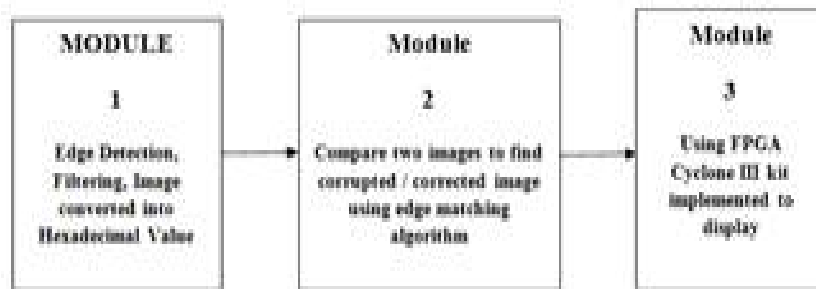 MODULE
1
Edge Detection,
Filtering, Image
converted into
Hexadecimal Value
Module
2
Compare two images to find
corrupted / corrected image
using edge matching
algorithm
Module
3
Using FPGA
Cyclone III kit
implemented to
display